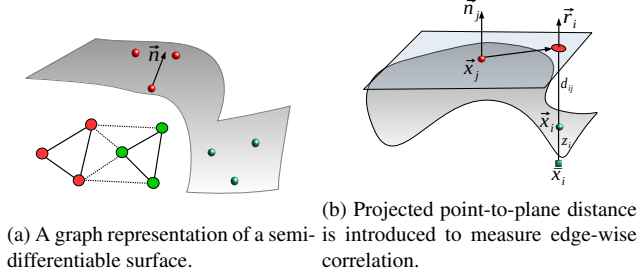 n⃗
n⃗ⱼ
r⃗ᵢ
x⃗ⱼ
dᵢⱼ
x⃗ᵢ
zᵢ
x̄ᵢ
(a) A graph representation of a semi-
differentiable surface.
(b) Projected point-to-plane distance
is introduced to measure edge-wise
correlation.